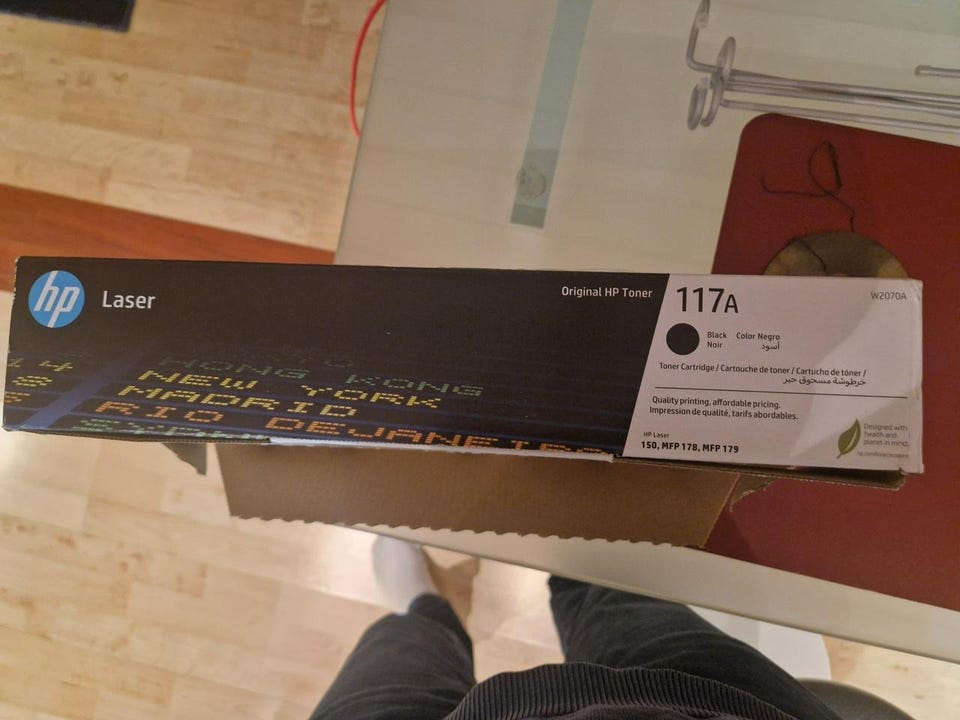 hp
Laser
HONG KONG
NEW YORK
MADRID
RIO DEJANEI
Original HP Toner
117A
W2070A
Black Color Negro
Noir أسود
Toner Cartridge / Cartouche de toner / Cartucho de tóner /
خرطوشة مسحوق حبر
Quality printing, affordable pricing.
Impression de qualité, tarifs abordables.
HP Laser
150, MFP 178, MFP 179
Designed with
health and
planet in mind.